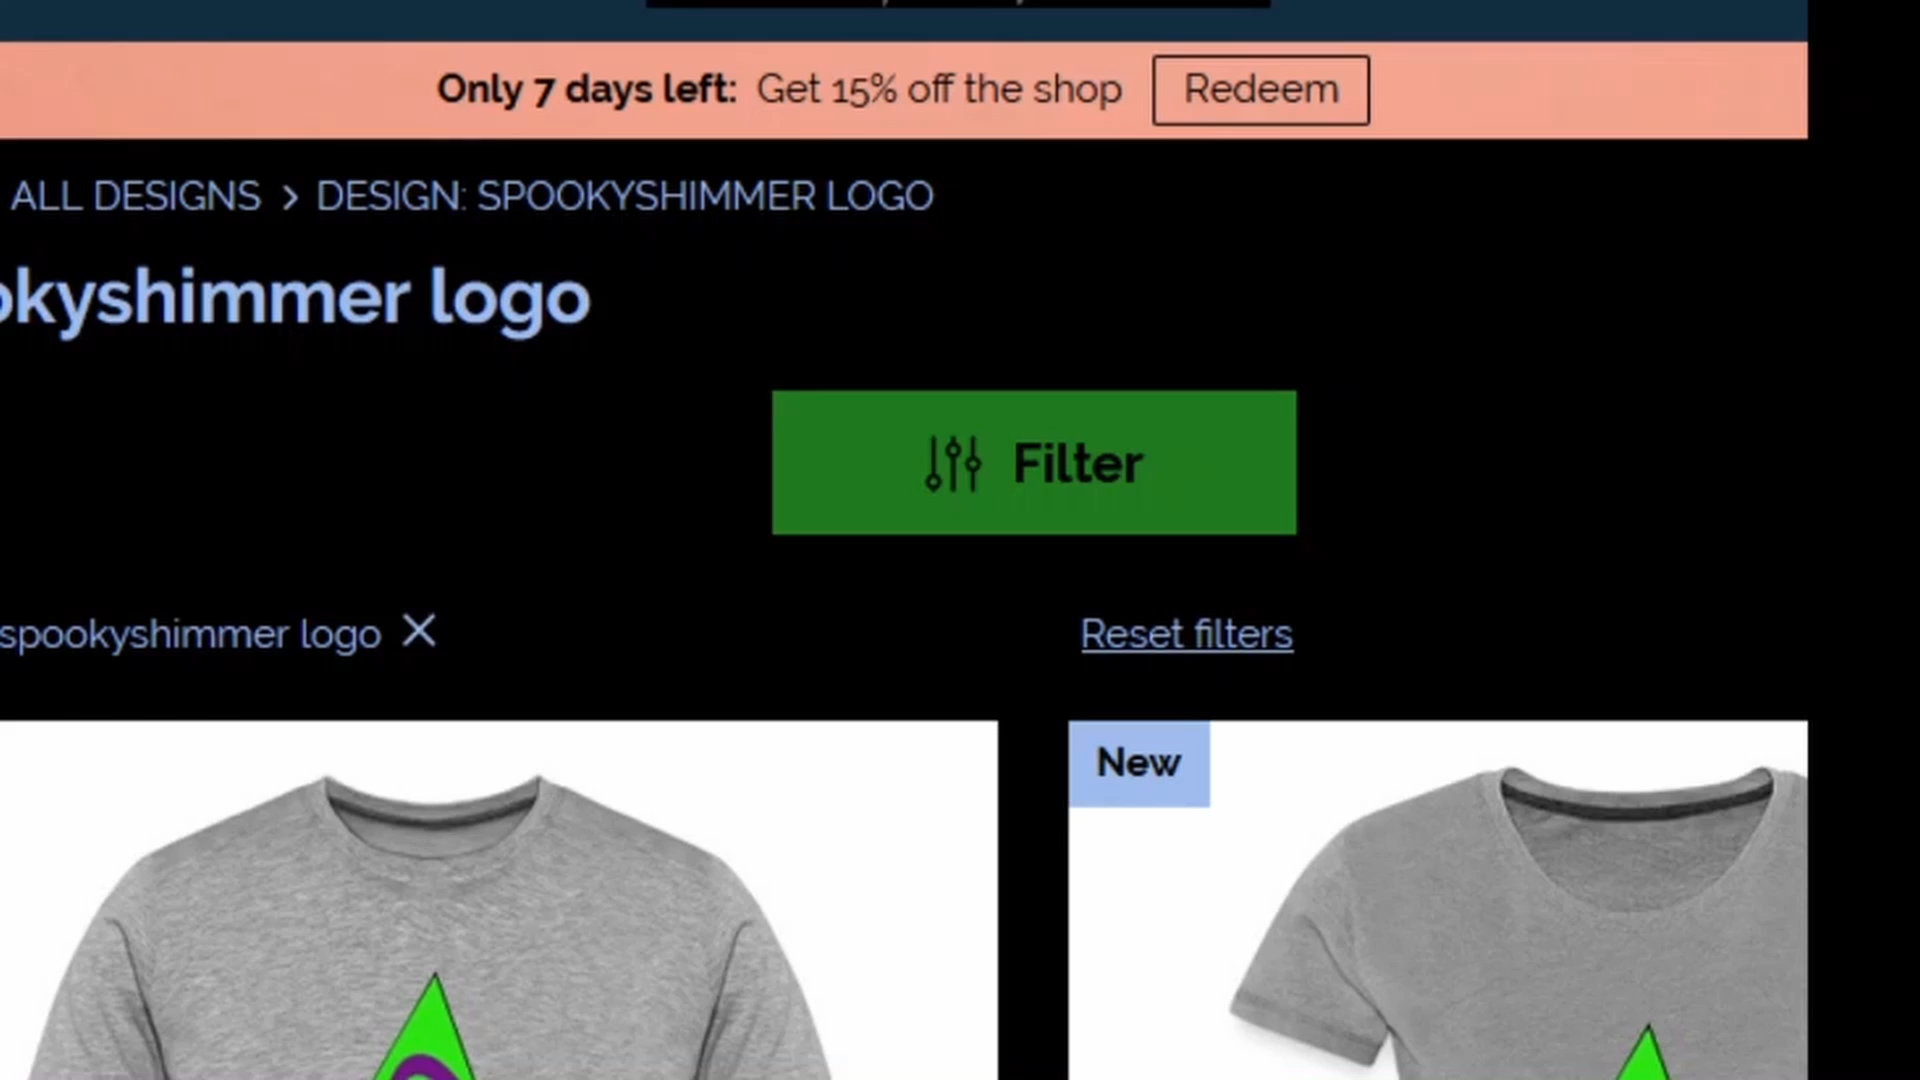 Only 7 days left: Get 15% off the shop Redeem
ALL DESIGNS > DESIGN: SPOOKYSHIMMER LOGO
okyshimmer logo
Filter
spookyshimmer logo
Reset filters
New